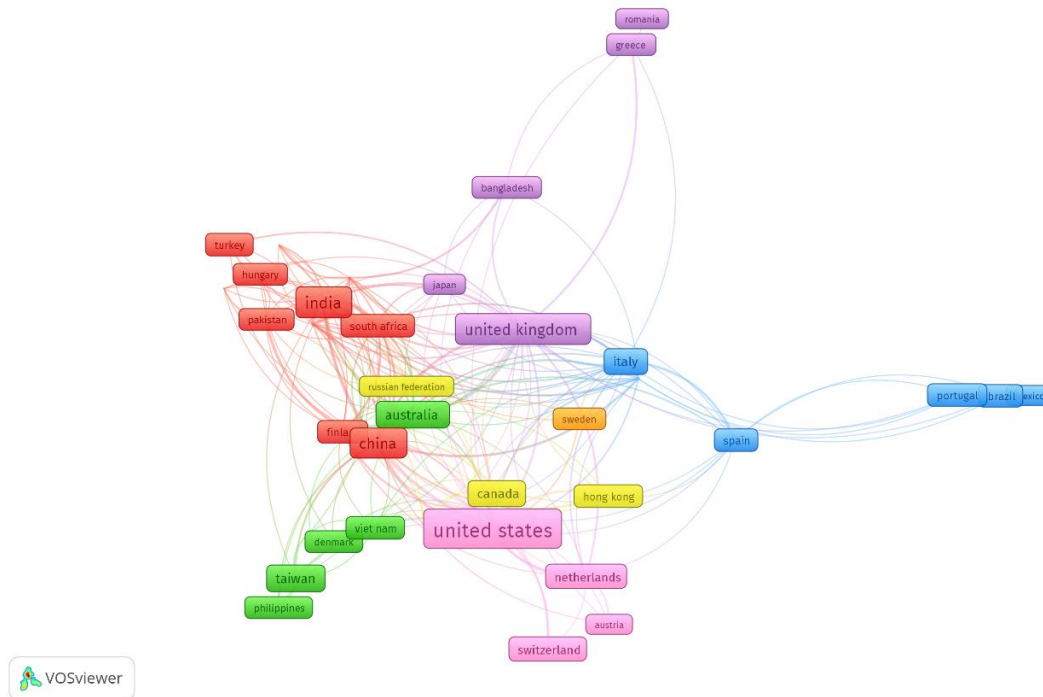 romania
greece
bangladesh
turkey
hungary
japan
india
pakistan
south africa
united kingdom
italy
russian federation
portugal
brazil
australia
sweden
china
spain
canada
hong kong
united states
viet nam
denmark
taiwan
netherlands
philippines
austria
switzerland
VOSviewer